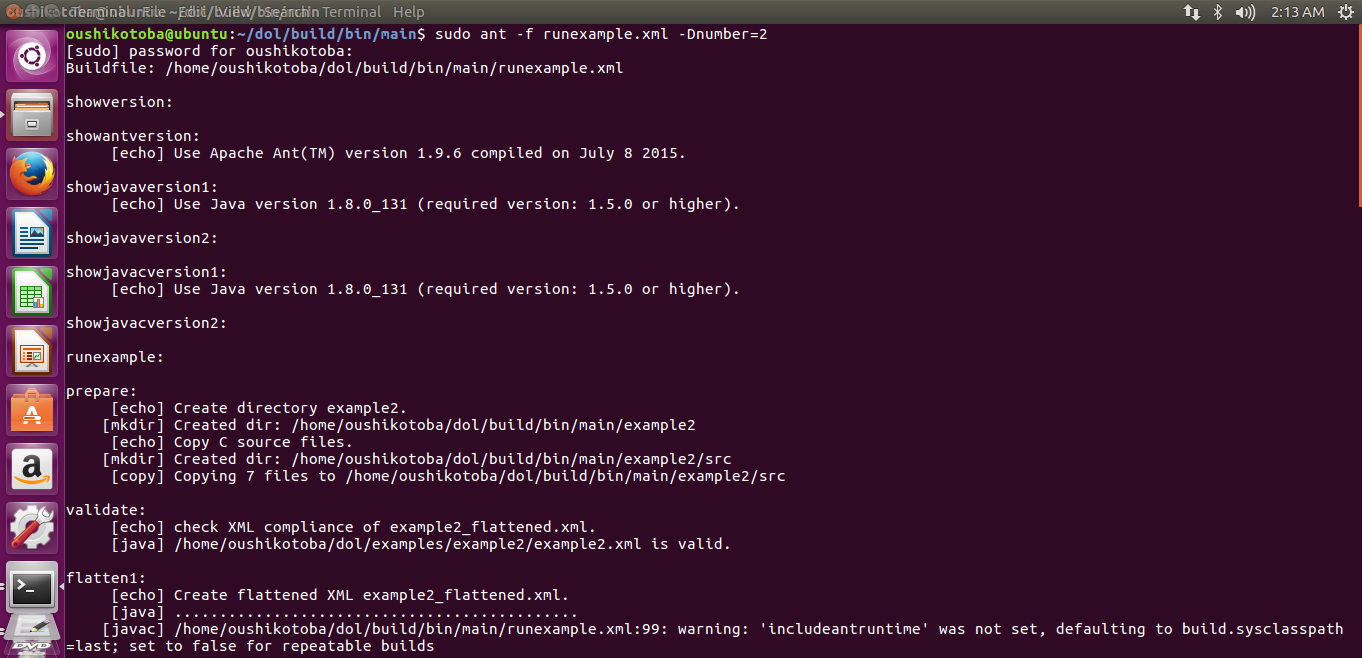 Terminal Help
2:13 AM
oushikotoba@ubuntu:~/dol/build/bin/main$ sudo ant -f runexample.xml -Dnumber=2
[sudo] password for oushikotoba:
Buildfile: /home/oushikotoba/dol/build/bin/main/runexample.xml
showversion:
showantversion:
[echo] Use Apache Ant(TM) version 1.9.6 compiled on July 8 2015.
showjavaversion1:
[echo] Use Java version 1.8.0_131 (required version: 1.5.0 or higher).
showjavaversion2:
showjavacversion1:
[echo] Use Java version 1.8.0_131 (required version: 1.5.0 or higher).
showjavacversion2:
runexample:
prepare:
[echo] Create directory example2.
[mkdir] Created dir: /home/oushikotoba/dol/build/bin/main/example2
[echo] Copy C source files.
[mkdir] Created dir: /home/oushikotoba/dol/build/bin/main/example2/src
[copy] Copying 7 files to /home/oushikotoba/dol/build/bin/main/example2/src
validate:
[echo] check XML compliance of example2_flattened.xml.
[java] /home/oushikotoba/dol/examples/example2/example2.xml is valid.
flatten1:
[echo] Create flattened XML example2_flattened.xml.
[java] .............................................
[javac] /home/oushikotoba/dol/build/bin/main/runexample.xml:99: warning: 'includeantruntime' was not set, defaulting to build.sysclasspath
=last; set to false for repeatable builds